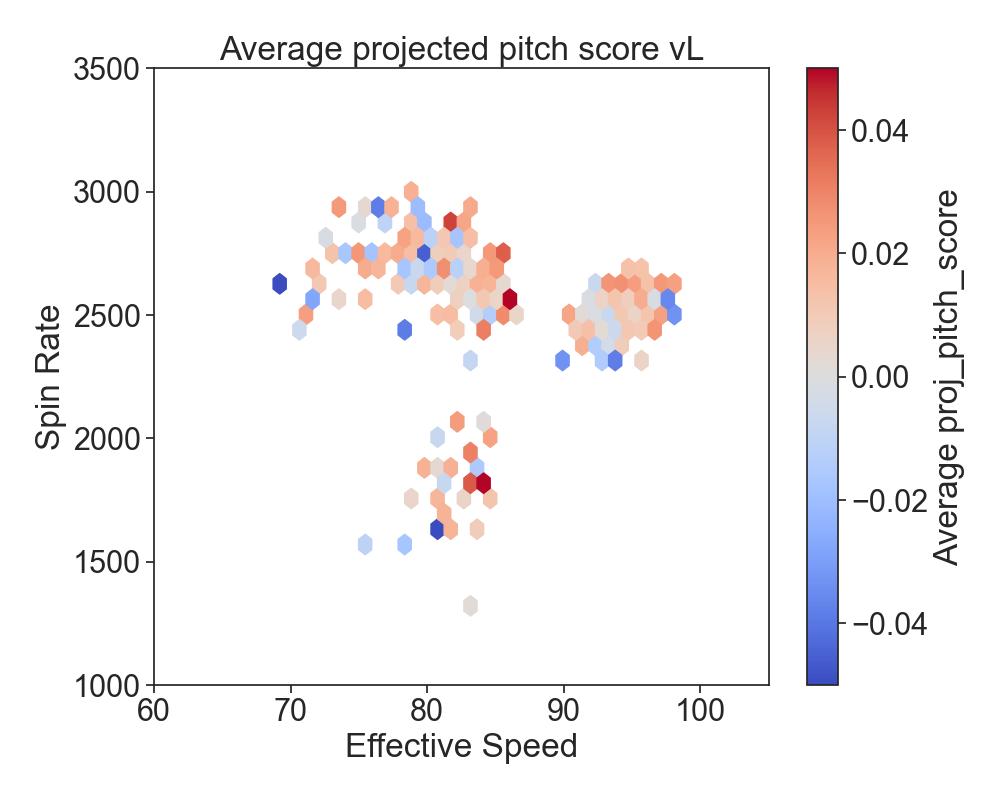 Average projected pitch score vL
3500
3000
2500
2000
1500
1000
Spin Rate
60 70 80 90 100
Effective Speed
0.04
0.02
0.00
−0.02
−0.04
Average proj_pitch_score